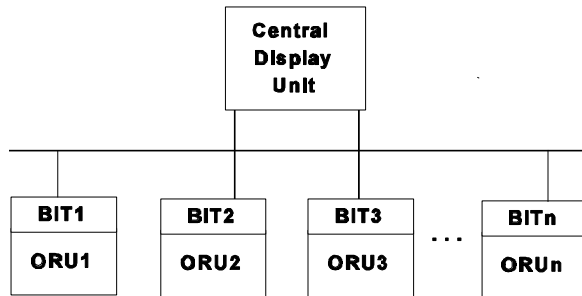 Central
Display
Unit
BIT1 BIT2 BIT3 BITn
ORU1 ORU2 ORU3 ... ORUn